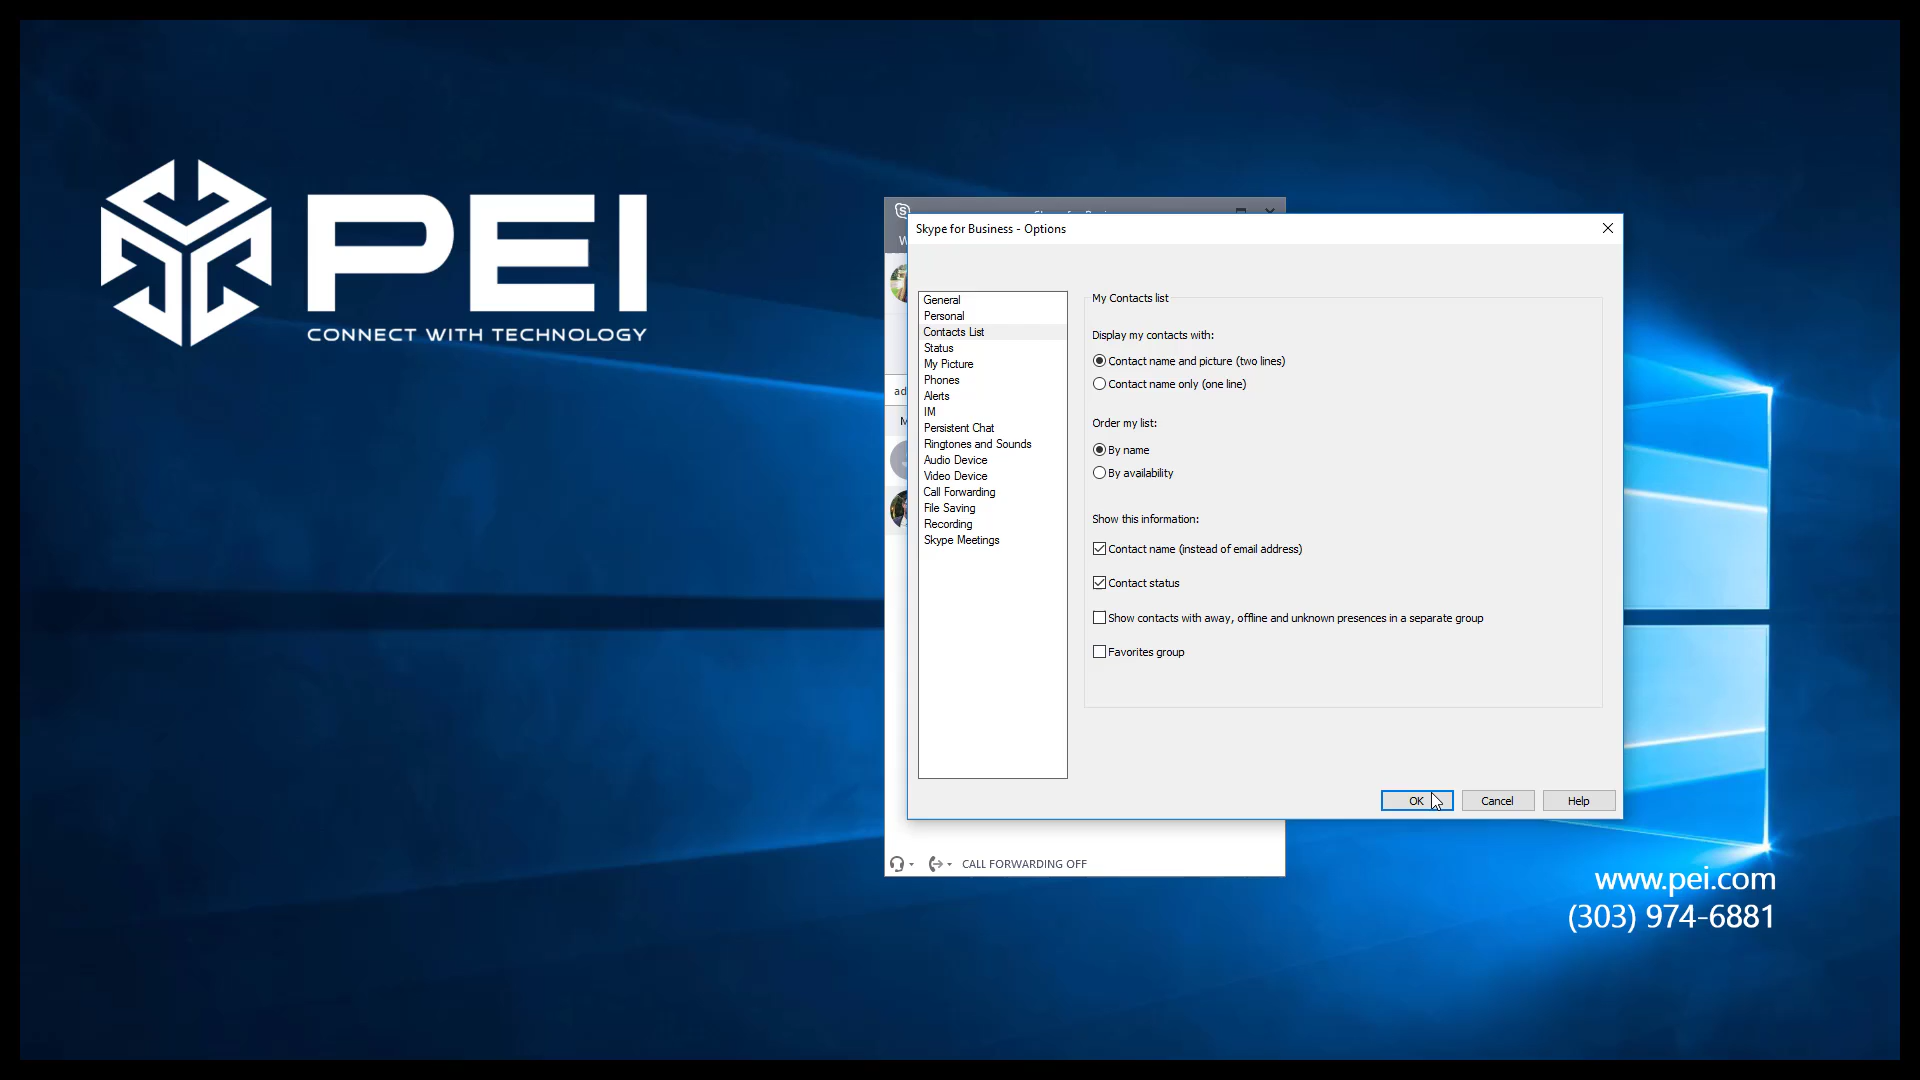 PEI
CONNECT WITH TECHNOLOGY
Skype for Business - Options
General
Personal
Contacts List
Status
My Picture
Phones
Alerts
IM
Persistent Chat
Ringtones and Sounds
Audio Device
Video Device
Call Forwarding
File Saving
Recording
Skype Meetings
My Contacts list
Display my contacts with:
Contact name and picture (two lines)
Contact name only (one line)
Order my list:
By name
By availability
Show this information:
Contact name (instead of email address)
Contact status
Show contacts with away, offline and unknown presences in a separate group
Favorites group
OK
Cancel
Help
CALL FORWARDING OFF
www.pei.com
(303) 974-6881